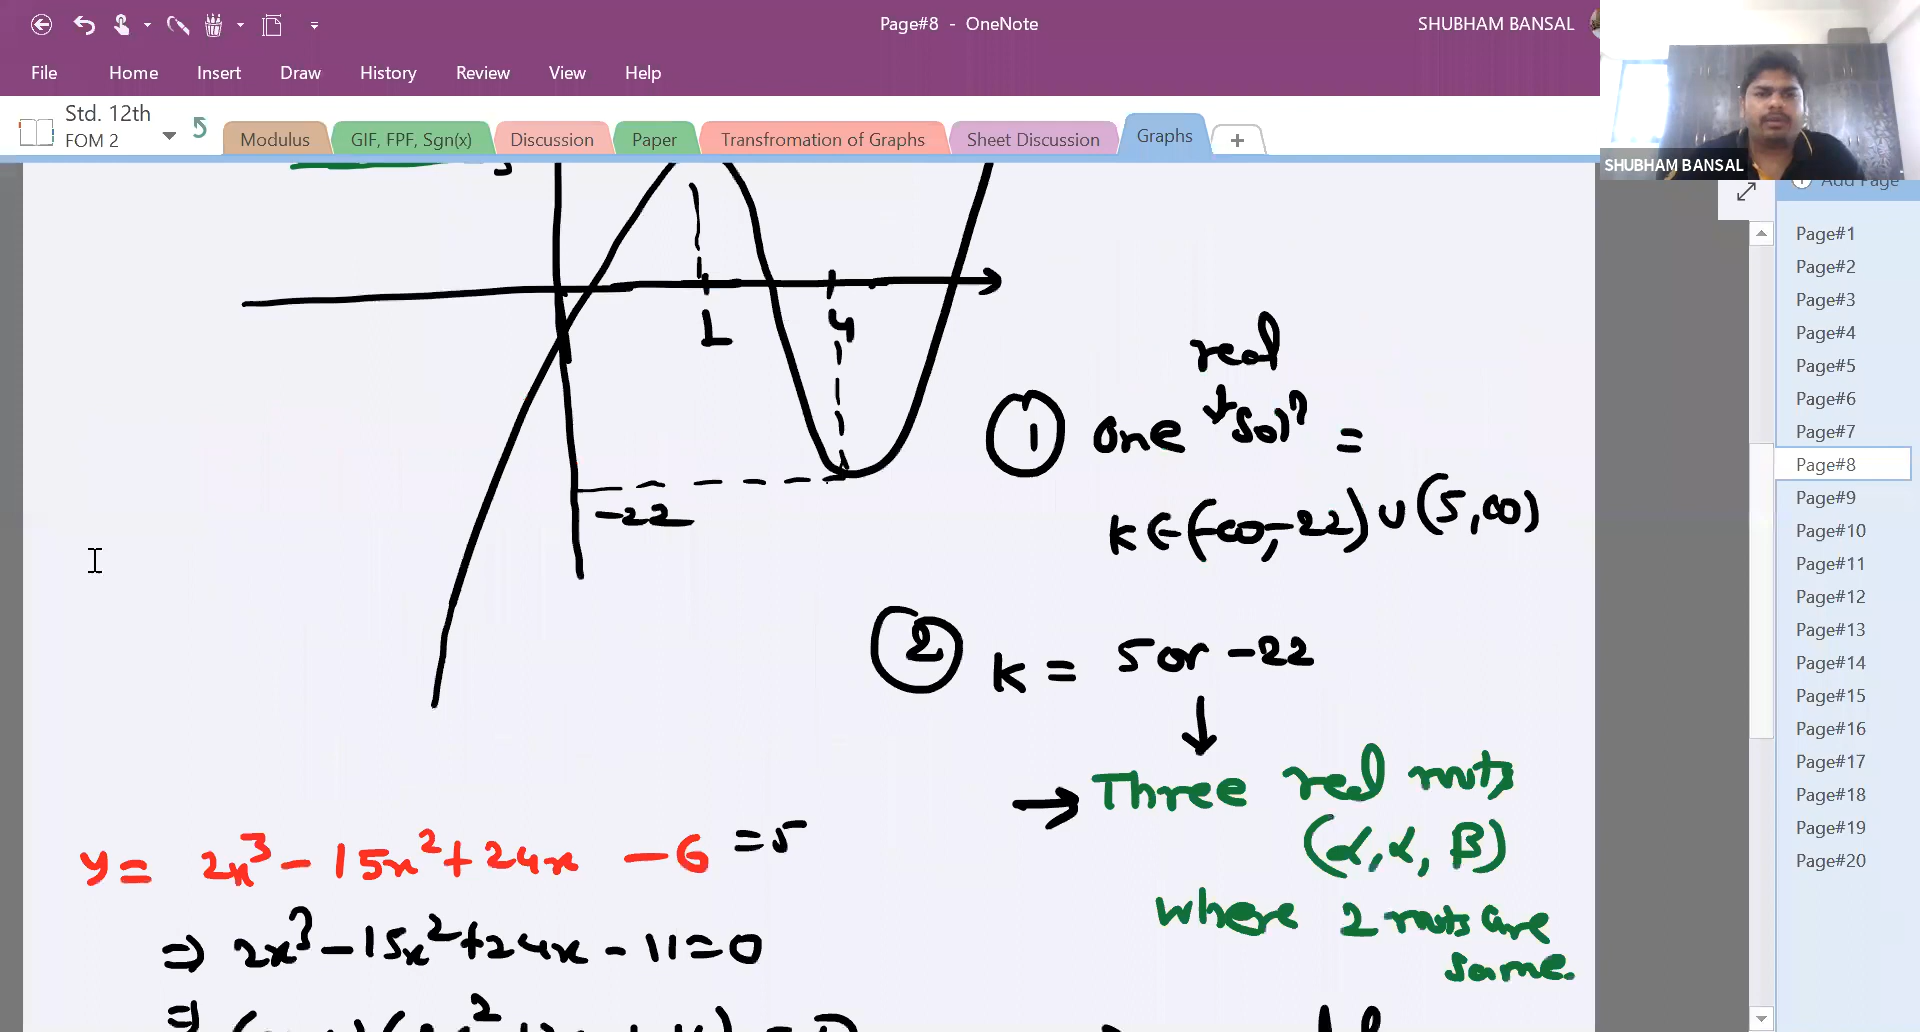 Page#8 - OneNote
SHUBHAM BANSAL
File Home Insert Draw History Review View Help
Std. 12th
FOM 2
Modulus
GIF, FPF, Sgn(x)
Discussion
Paper
Transfromation of Graphs
Sheet Discussion
Graphs
+
SHUBHAM BANSAL
Add Page
Page#1
Page#2
Page#3
Page#4
Page#5
Page#6
Page#7
Page#8
Page#9
Page#10
Page#11
Page#12
Page#13
Page#14
Page#15
Page#16
Page#17
Page#18
Page#19
Page#20
1
4
-22
real
① One soln =
k ∈ (-∞, -22) ∪ (5, ∞)
② k = 5 or -22
→ Three real roots
(α, α, β)
where 2 roots are
same.
y = 2x³ - 15x² + 24x - 6 = 5
⇒ 2x³ - 15x² + 24x - 11 = 0